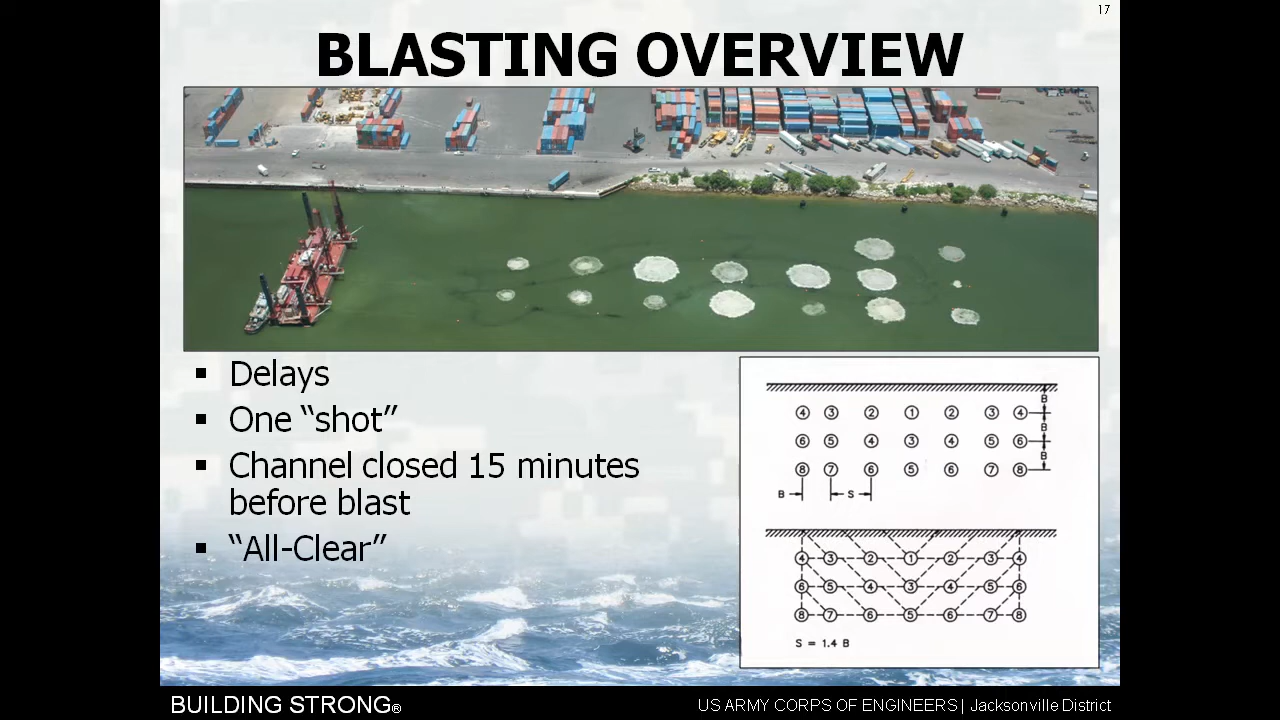 17
BLASTING OVERVIEW
▪ Delays
▪ One “shot”
▪ Channel closed 15 minutes
before blast
▪ “All-Clear”
B
④ ③ ② ① ② ③ ④
B
⑥ ⑤ ④ ③ ④ ⑤ ⑥
B
⑧ ⑦ ⑥ ⑤ ⑥ ⑦ ⑧
B S
④ ③ ② ① ② ③ ④
⑥ ⑤ ④ ③ ④ ⑤ ⑥
⑧ ⑦ ⑥ ⑤ ⑥ ⑦ ⑧
S = 1.4 B
BUILDING STRONG®
US ARMY CORPS OF ENGINEERS | Jacksonville District